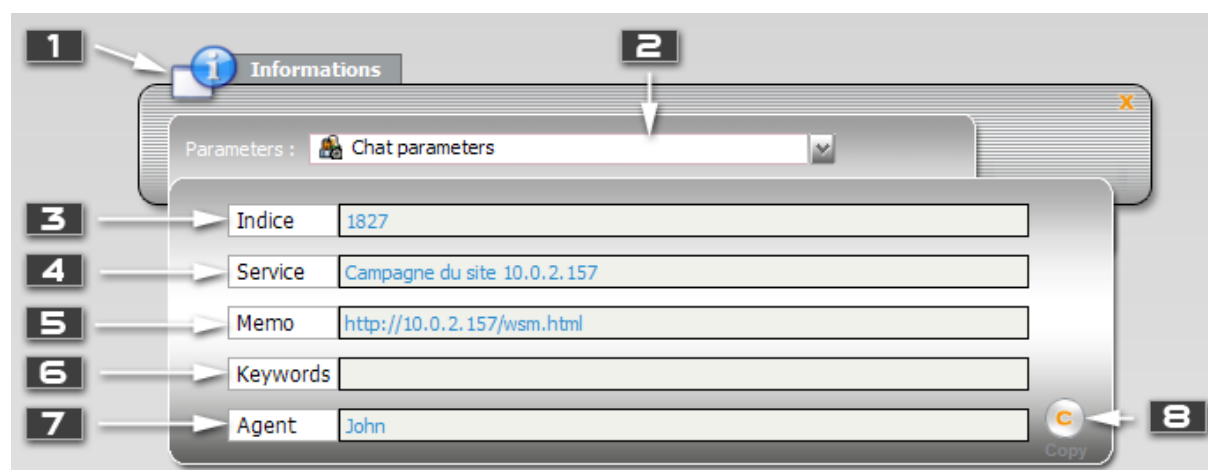 1
2
Informations
x
Parameters : Chat parameters
3 Indice 1827
4 Service Campagne du site 10.0.2.157
5 Memo http://10.0.2.157/wsm.html
6 Keywords
7 Agent John
C 8
Copy